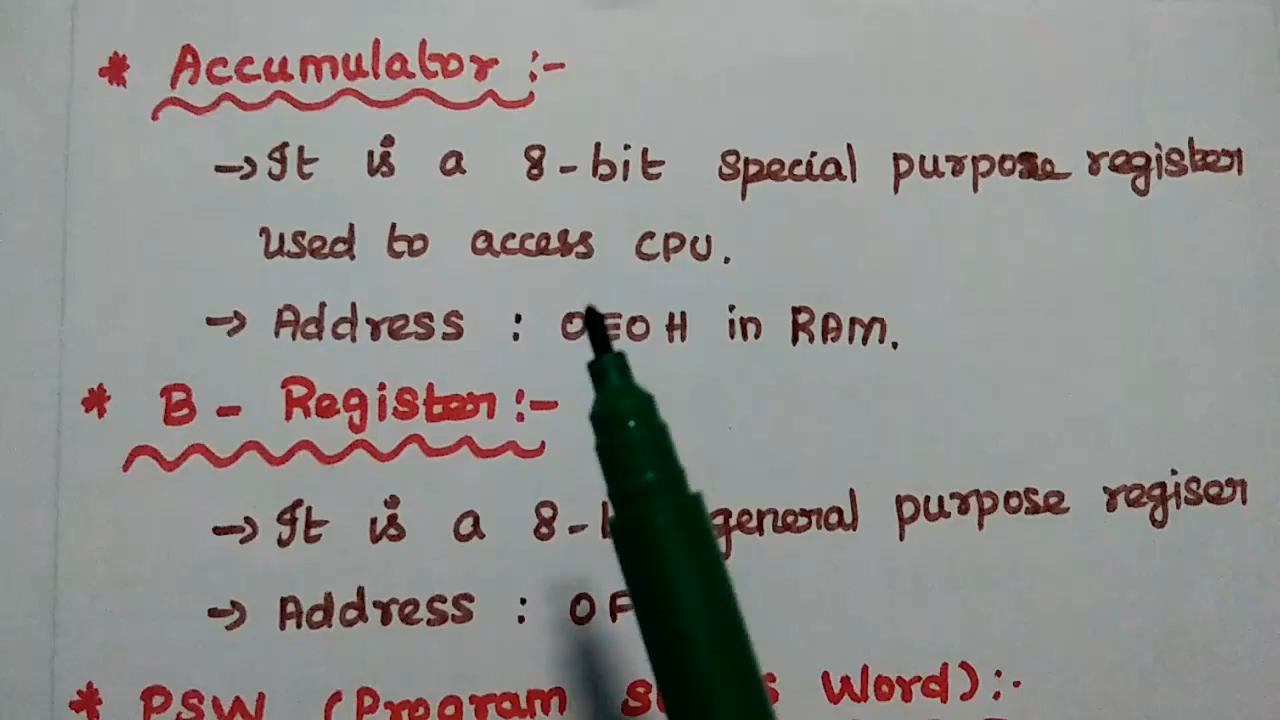 * Accumulator :-
→ It is a 8-bit special purpose register
used to access CPU.
→ Address : 0E0H in RAM.
* B - Register :-
→ It is a 8- general purpose regiser
→ Address : 0F
* PSW (Program Word):-